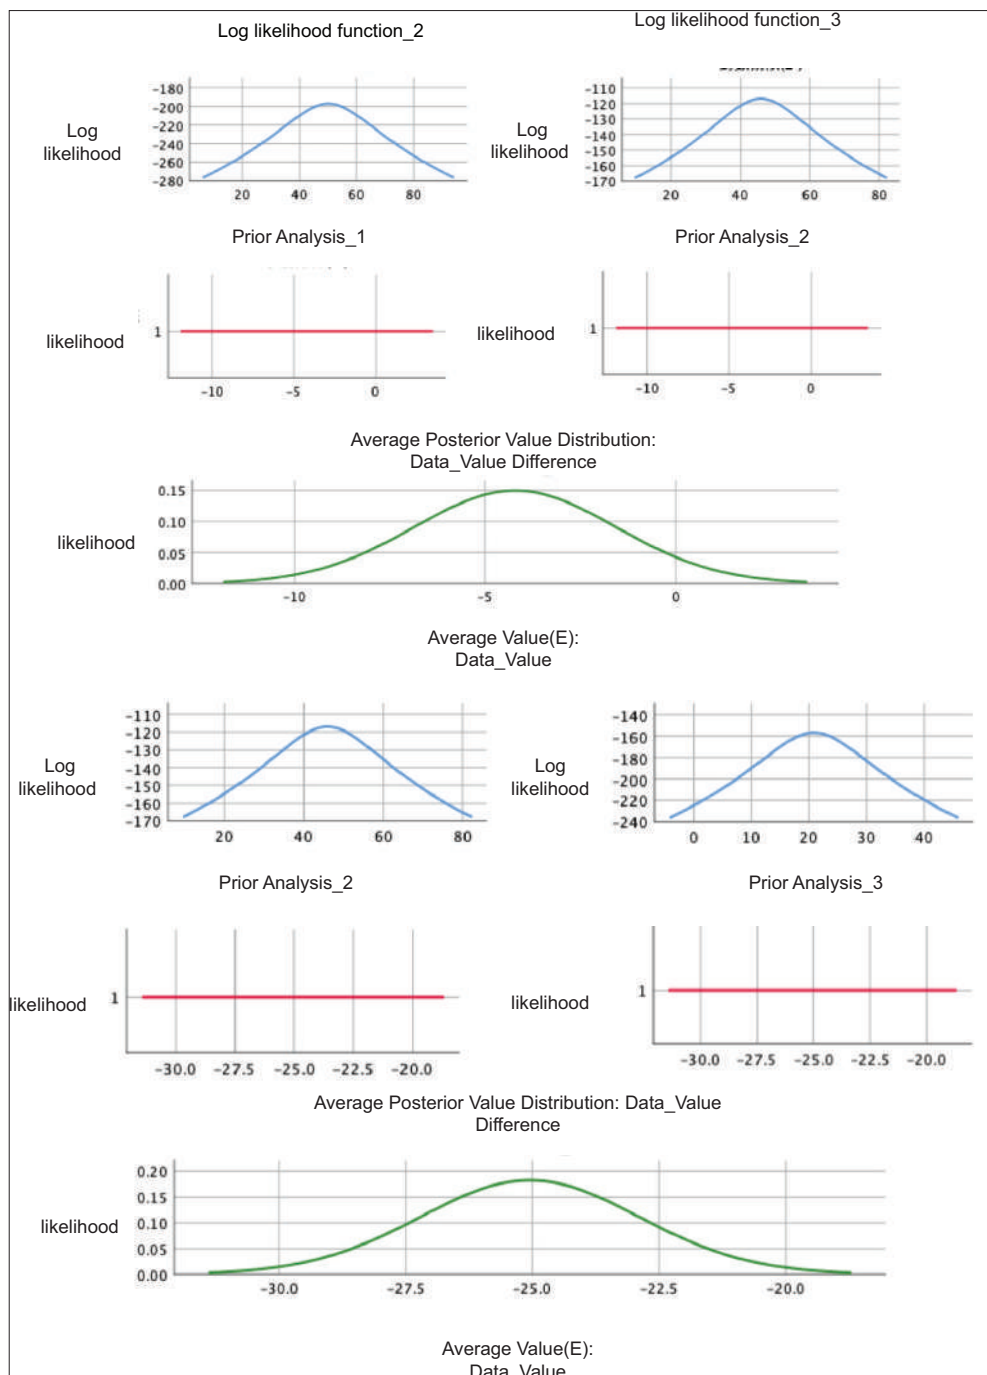 Log likelihood function_2
Log likelihood function_3
-180
-200
-220
-240
-260
-280
Log
likelihood
20 40 60 80
-110
-120
-130
-140
-150
-160
-170
Log
likelihood
20 40 60 80
Prior Analysis_1
Prior Analysis_2
likelihood
1
-10 -5 0
likelihood
1
-10 -5 0
Average Posterior Value Distribution:
Data_Value Difference
0.15
0.10
0.05
0.00
likelihood
-10 -5 0
Average Value(E):
Data_Value
-110
-120
-130
-140
-150
-160
-170
Log
likelihood
20 40 60 80
-140
-160
-180
-200
-220
-240
Log
likelihood
0 10 20 30 40
Prior Analysis_2
Prior Analysis_3
likelihood
1
-30.0 -27.5 -25.0 -22.5 -20.0
likelihood
1
-30.0 -27.5 -25.0 -22.5 -20.0
Average Posterior Value Distribution: Data_Value
Difference
0.20
0.15
0.10
0.05
0.00
likelihood
-30.0 -27.5 -25.0 -22.5 -20.0
Average Value(E):
Data_Value